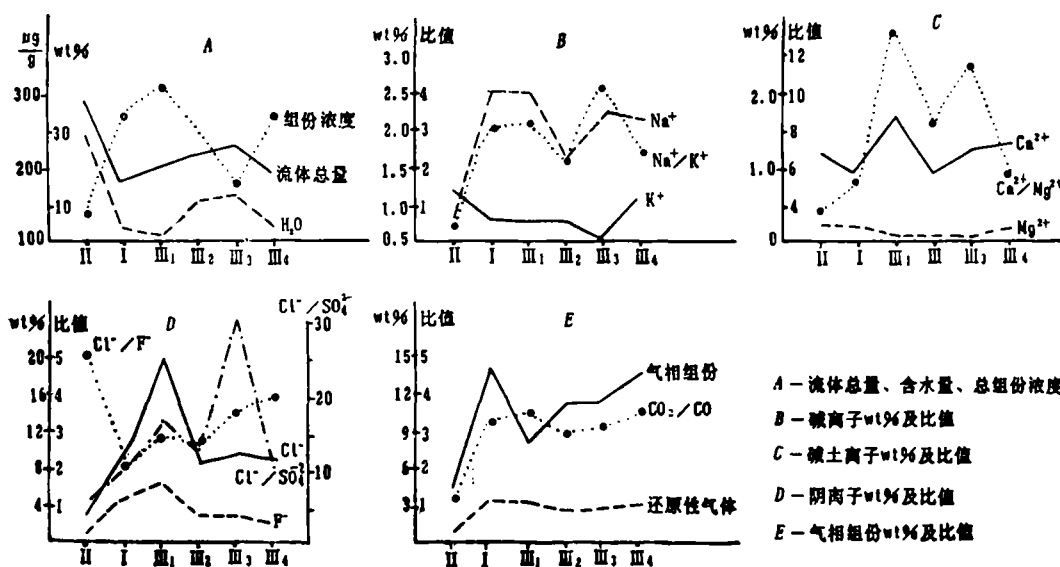 μg/g wt% A
300
30
200
10
100
组份浓度
流体总量
H₂O
II I III₁ III₂ III₃ III₄
wt% 比值 B
3.0
2.5 4
2.0 3
1.5 2
1.0 1
0.5
Na⁺
Na⁺/K⁺
K⁺
II I III₁ III₂ III₃ III₄
wt% 比值 C
12
2.0 10
8
1.0 6
4
0
Ca²⁺
Ca²⁺/Mg²⁺
Mg²⁺
II I III₁ III III₃ III₄
wt% 比值 D Cl⁻/SO₄²⁻
Cl⁻/F⁻
20 5
16 4
12 3
8 2
4 1
30
20
10
Cl⁻
Cl⁻/SO₄⁻²
F⁻
II I III₁ III₂ III₃ III₄
wt% 比值 E
15 5
12 4
9 3
6 2
3 1
气相组份
CO₂/CO
还原性气体
II I III₁ III₂ III₃ III₄
A—流体总量、含水量、总组份浓度
B—碱离子wt%及比值
C—碱土离子wt%及比值
D—阴离子wt%及比值
E—气相组份wt%及比值